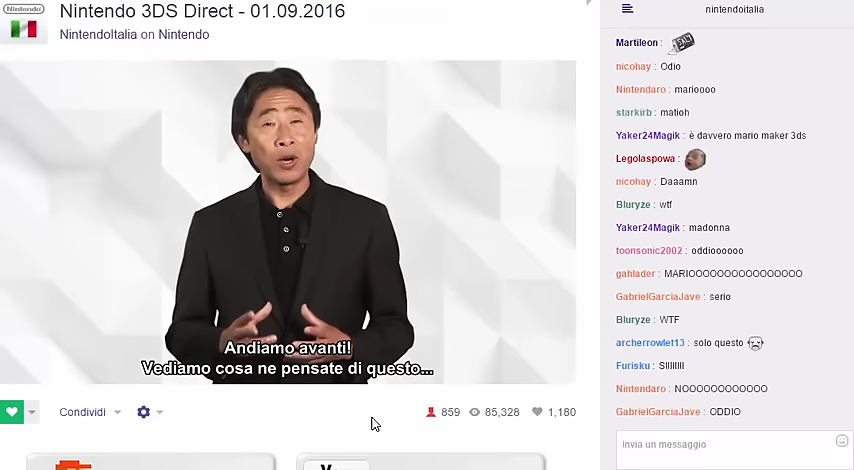 Nintendo
Nintendo 3DS Direct - 01.09.2016
NintendoItalia on Nintendo
Andiamo avanti!
Vediamo cosa ne pensate di questo...
Condividi
859
85,328
1,180
nintendoitalia
Martileon :
nicohay : Odio
Nintendaro : marioooo
starkirb : matioh
Yaker24Magik : è davvero mario maker 3ds
Legolaspowa :
nicohay : Daaamn
Bluryze : wtf
Yaker24Magik : madonna
toonsonic2002 : oddioooooo
gahlader : MARIOOOOOOOOOOOOOOOO
GabrielGarciaJave : serio
Bluryze : WTF
archerrowlet13 : solo questo
Furisku : SIIIIIIII
Nintendaro : NOOOOOOOOOOOO
GabrielGarciaJave : ODDIO
Invia un messaggio